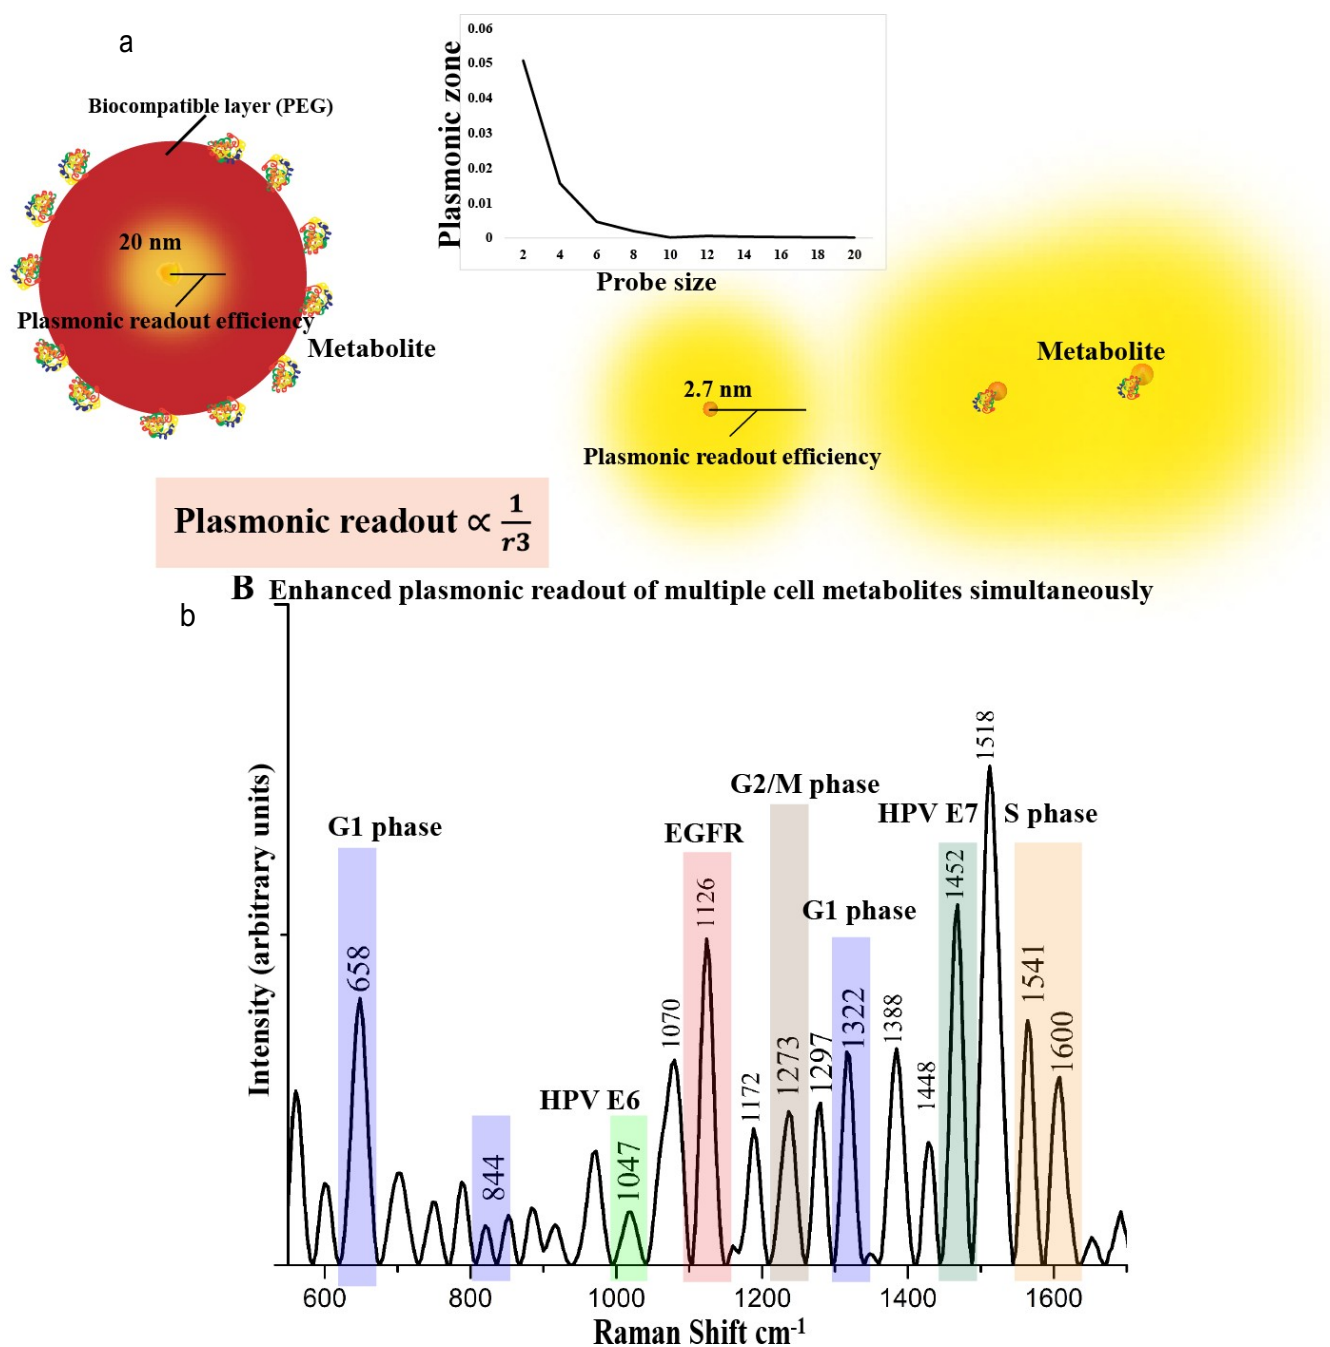 a
Biocompatible layer (PEG)
20 nm
Plasmonic readout efficiency
Metabolite
Plasmonic zone
0.06
0.05
0.04
0.03
0.02
0.01
0
2 4 6 8 10 12 14 16 18 20
Probe size
2.7 nm
Plasmonic readout efficiency
Metabolite
Plasmonic readout ∝ 1/r3
B Enhanced plasmonic readout of multiple cell metabolites simultaneously
b
Intensity (arbitrary units)
G1 phase
658
844
HPV E6
1047
1070
EGFR
1126
1172
G2/M phase
1273
1297
G1 phase
1322
1388
1448
HPV E7
1452
1518
S phase
1541
1600
600 800 1000 1200 1400 1600
Raman Shift cm-1